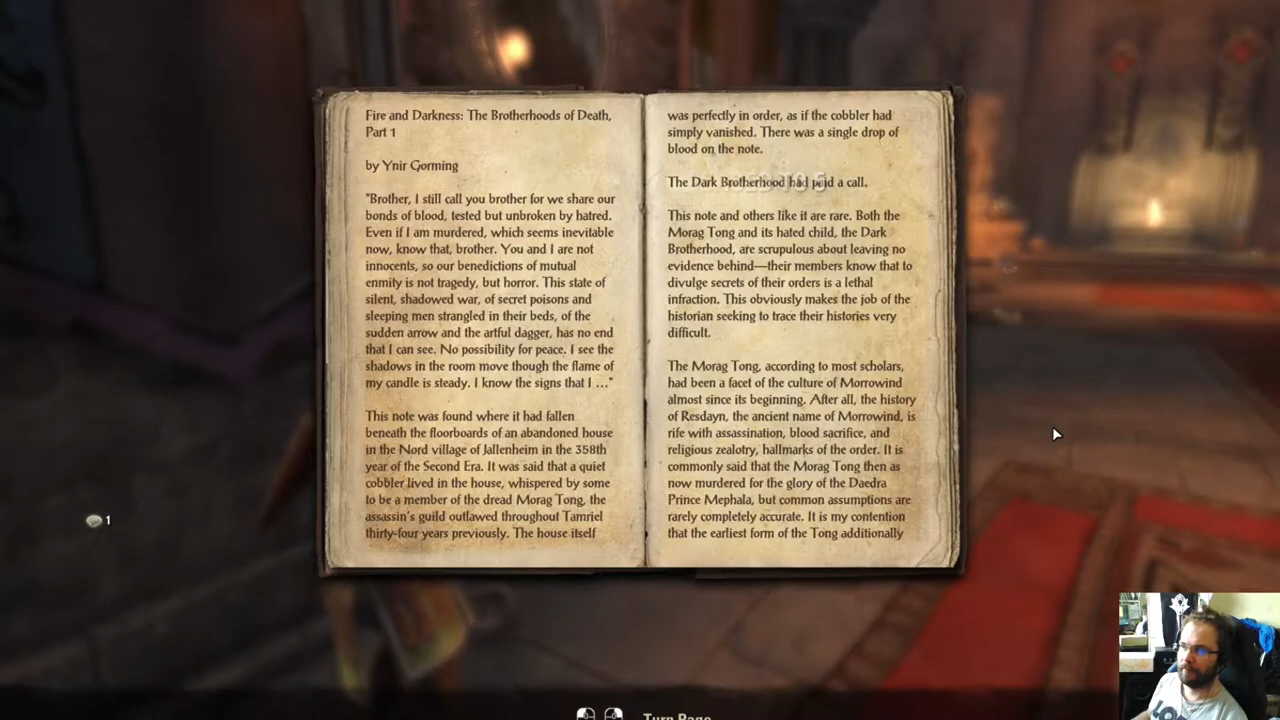 Fire and Darkness: The Brotherhoods of Death,
Part 1
by Ynir Gorming
"Brother, I still call you brother for we share our
bonds of blood, tested but unbroken by hatred.
Even if I am murdered, which seems inevitable
now, know that, brother. You and I are not
innocents, so our benedictions of mutual
enmity is not tragedy, but horror. This state of
silent, shadowed war, of secret poisons and
sleeping men strangled in their beds, of the
sudden arrow and the artful dagger, has no end
that I can see. No possibility for peace. I see the
shadows in the room move though the flame of
my candle is steady. I know the signs that I ..."
This note was found where it had fallen
beneath the floorboards of an abandoned house
in the Nord village of Jallenheim in the 358th
year of the Second Era. It was said that a quiet
cobbler lived in the house, whispered by some
to be a member of the dread Morag Tong, the
assassin's guild outlawed throughout Tamriel
thirty-four years previously. The house itself
was perfectly in order, as if the cobbler had
simply vanished. There was a single drop of
blood on the note.
The Dark Brotherhood had paid a call.
This note and others like it are rare. Both the
Morag Tong and its hated child, the Dark
Brotherhood, are scrupulous about leaving no
evidence behind—their members know that to
divulge secrets of their orders is a lethal
infraction. This obviously makes the job of the
historian seeking to trace their histories very
difficult.
The Morag Tong, according to most scholars,
had been a facet of the culture of Morrowind
almost since its beginning. After all, the history
of Resdayn, the ancient name of Morrowind, is
rife with assassination, blood sacrifice, and
religious zealotry, hallmarks of the order. It is
commonly said that the Morag Tong then as
now murdered for the glory of the Daedra
Prince Mephala, but common assumptions are
rarely completely accurate. It is my contention
that the earliest form of the Tong additionally
1
Turn Page